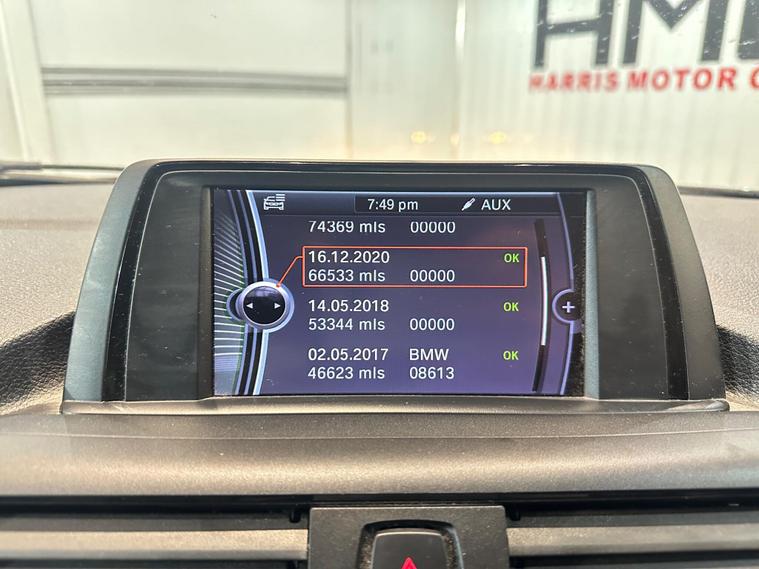 HARRIS MOTOR
7:49 pm AUX
74369 mls 00000
16.12.2020 OK
66533 mls 00000
14.05.2018 OK
53344 mls 00000
02.05.2017 BMW OK
46623 mls 08613